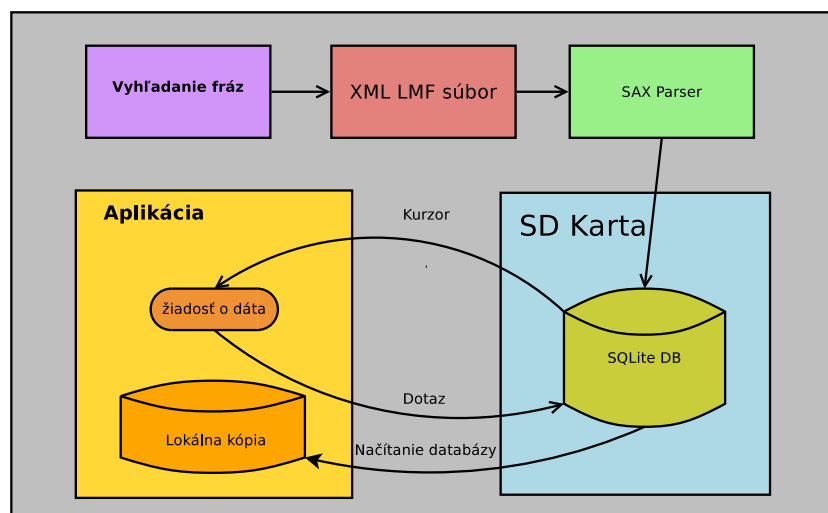 Vyhľadanie fráz
XML LMF súbor
SAX Parser
Aplikácia
Kurzor
SD Karta
žiadosť o dáta
SQLite DB
Dotaz
Lokálna kópia
Načítanie databázy